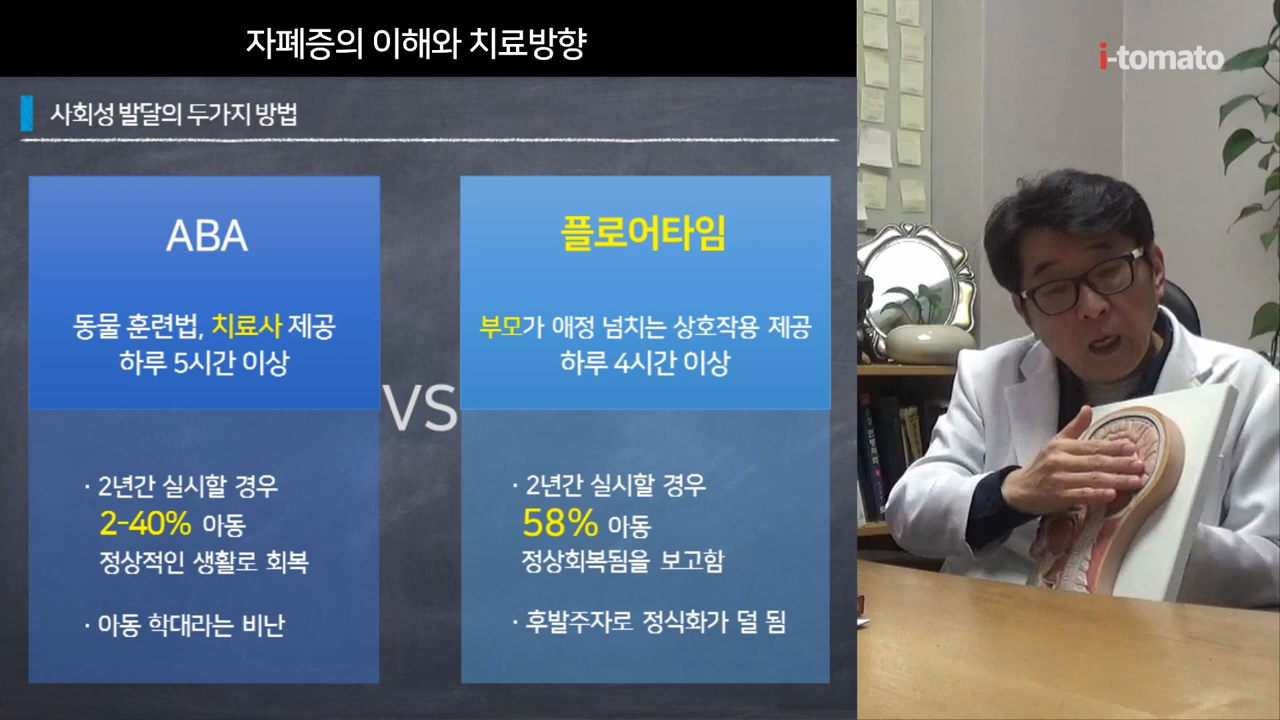 자폐증의 이해와 치료방향
i-tomato
사회성 발달의 두가지 방법
ABA
동물 훈련법, 치료사 제공
하루 5시간 이상
· 2년간 실시할 경우
2-40% 아동
정상적인 생활로 회복
· 아동 학대라는 비난
VS
플로어타임
부모가 애정 넘치는 상호작용 제공
하루 4시간 이상
· 2년간 실시할 경우
58% 아동
정상회복됨을 보고함
· 후발주자로 정식화가 덜 됨